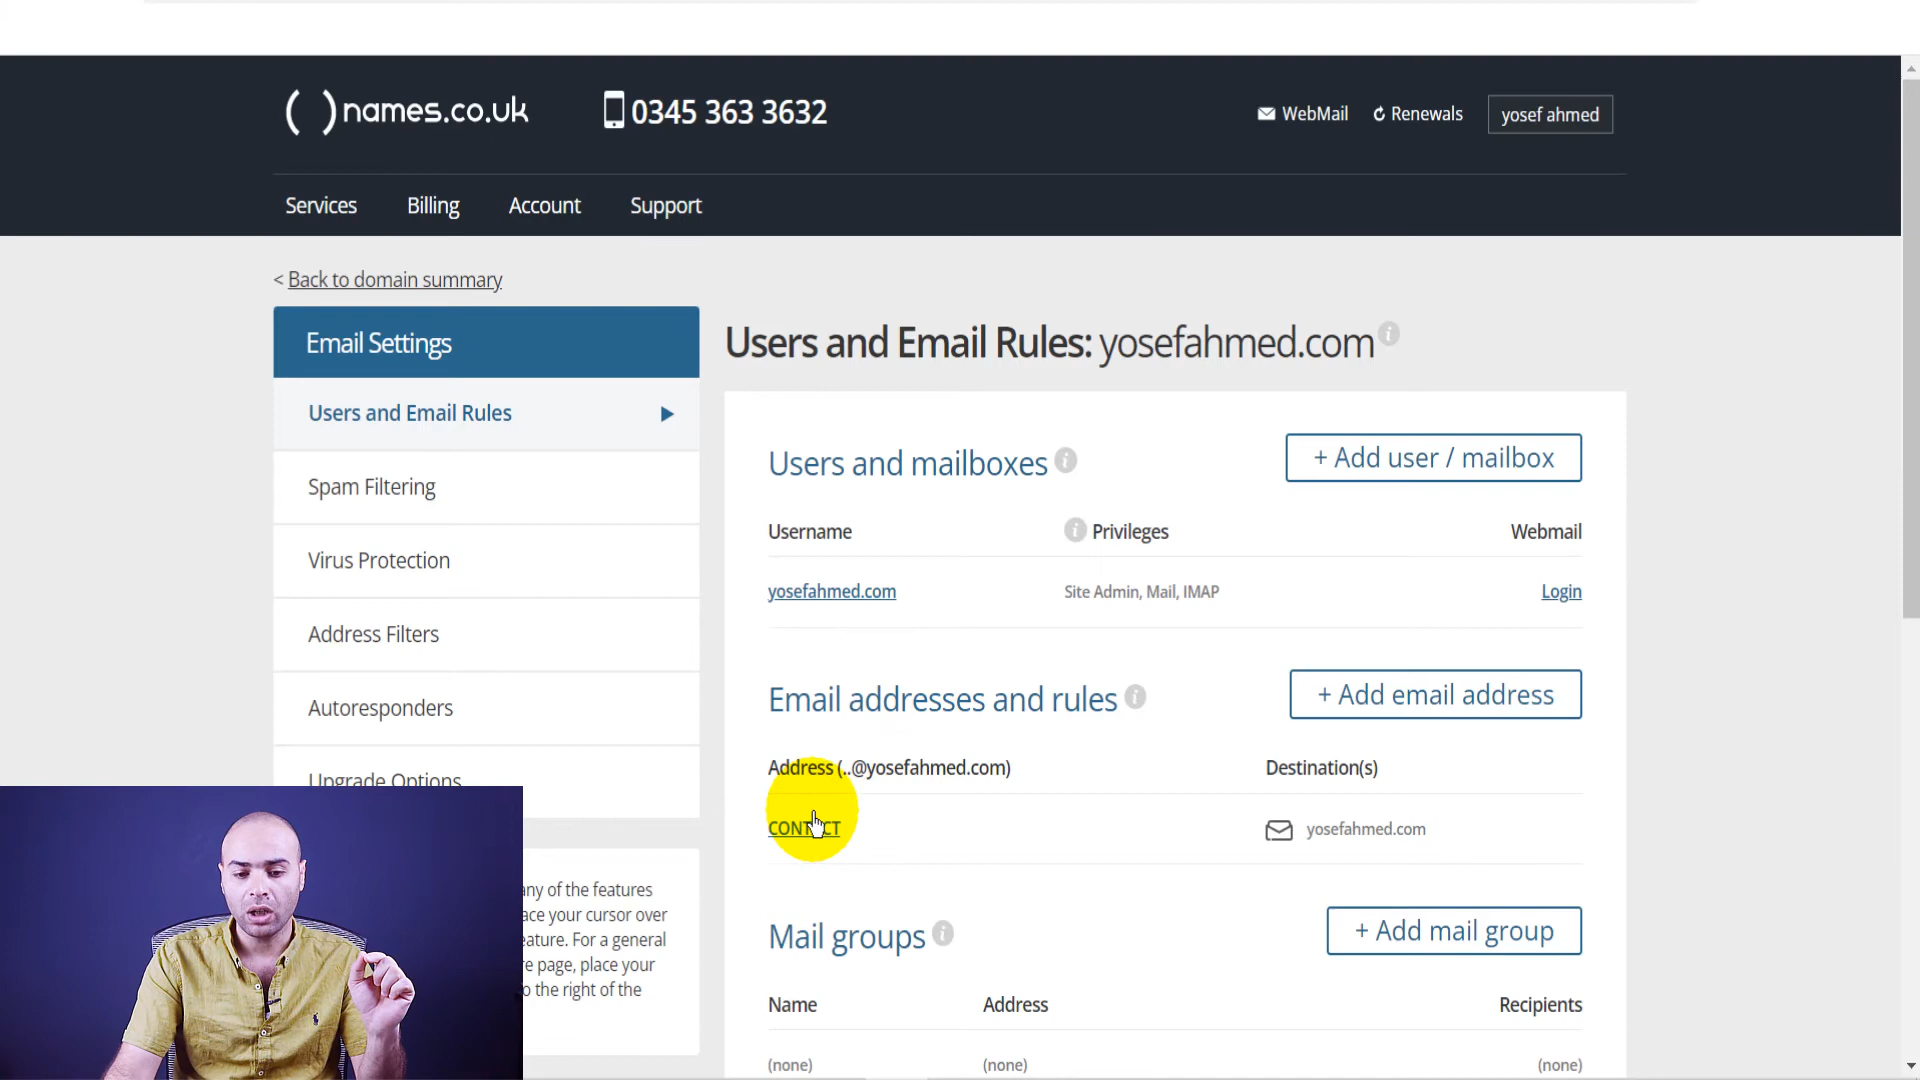 names.co.uk
0345 363 3632
WebMail
Renewals
yosef ahmed
Services
Billing
Account
Support
< Back to domain summary
Email Settings
Users and Email Rules
Spam Filtering
Virus Protection
Address Filters
Autoresponders
Upgrade Options
any of the features
ace your cursor over
eature. For a general
re page, place your
o the right of the
Users and Email Rules: yosefahmed.com
Users and mailboxes
+ Add user / mailbox
Username
Privileges
Webmail
yosefahmed.com
Site Admin, Mail, IMAP
Login
Email addresses and rules
+ Add email address
Address (..@yosefahmed.com)
Destination(s)
CONTACT
yosefahmed.com
Mail groups
+ Add mail group
Name
Address
Recipients
(none)
(none)
(none)